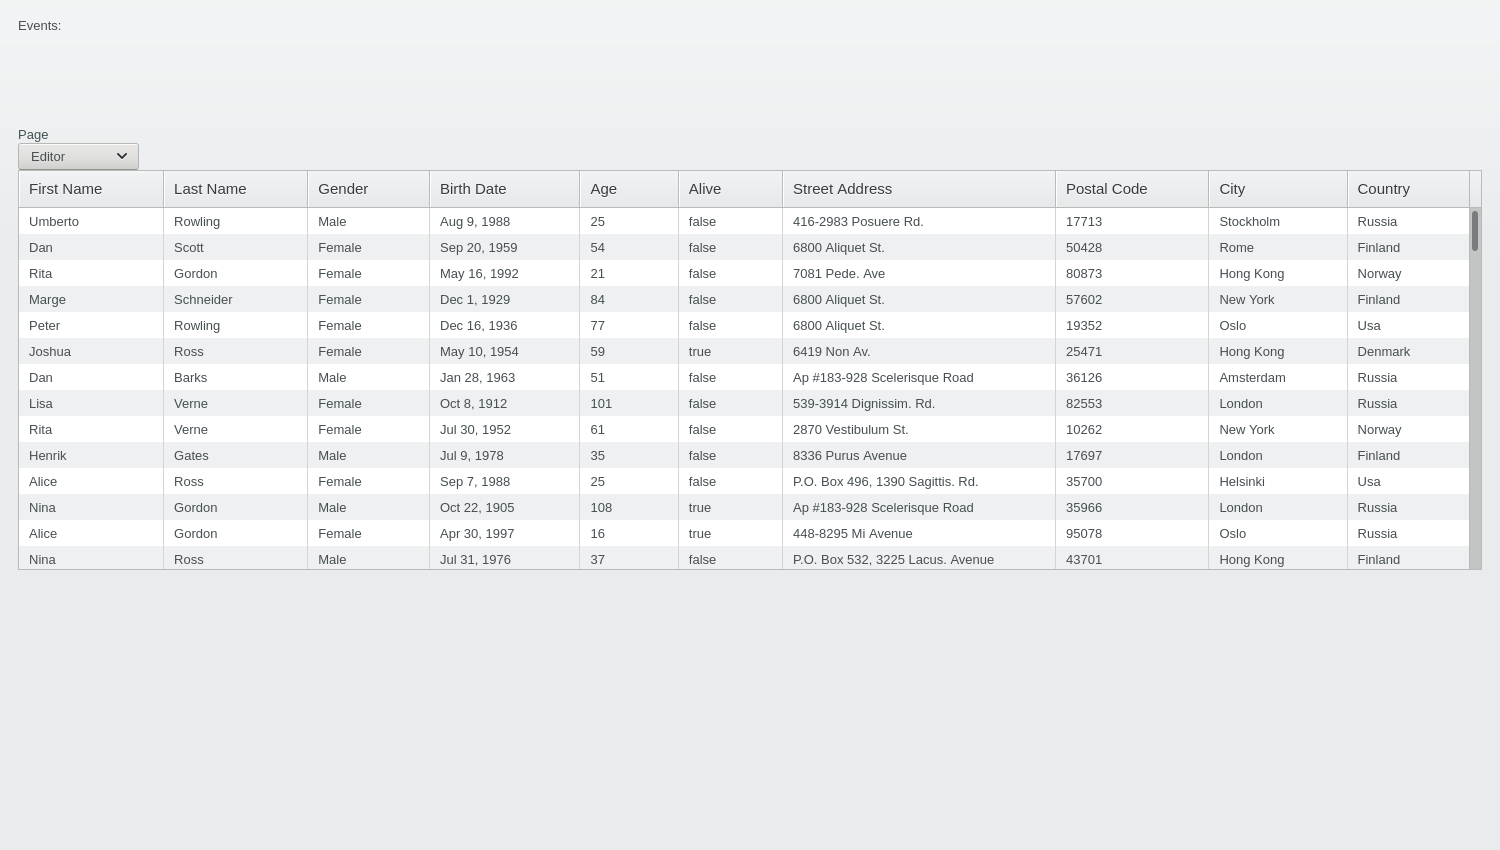 Events:
Page
Editor
First Name Last Name Gender Birth Date Age Alive Street Address Postal Code City Country
Umberto Rowling Male Aug 9, 1988 25 false 416-2983 Posuere Rd. 17713 Stockholm Russia
Dan Scott Female Sep 20, 1959 54 false 6800 Aliquet St. 50428 Rome Finland
Rita Gordon Female May 16, 1992 21 false 7081 Pede. Ave 80873 Hong Kong Norway
Marge Schneider Female Dec 1, 1929 84 false 6800 Aliquet St. 57602 New York Finland
Peter Rowling Female Dec 16, 1936 77 false 6800 Aliquet St. 19352 Oslo Usa
Joshua Ross Female May 10, 1954 59 true 6419 Non Av. 25471 Hong Kong Denmark
Dan Barks Male Jan 28, 1963 51 false Ap #183-928 Scelerisque Road 36126 Amsterdam Russia
Lisa Verne Female Oct 8, 1912 101 false 539-3914 Dignissim. Rd. 82553 London Russia
Rita Verne Female Jul 30, 1952 61 false 2870 Vestibulum St. 10262 New York Norway
Henrik Gates Male Jul 9, 1978 35 false 8336 Purus Avenue 17697 London Finland
Alice Ross Female Sep 7, 1988 25 false P.O. Box 496, 1390 Sagittis. Rd. 35700 Helsinki Usa
Nina Gordon Male Oct 22, 1905 108 true Ap #183-928 Scelerisque Road 35966 London Russia
Alice Gordon Female Apr 30, 1997 16 true 448-8295 Mi Avenue 95078 Oslo Russia
Nina Ross Male Jul 31, 1976 37 false P.O. Box 532, 3225 Lacus. Avenue 43701 Hong Kong Finland